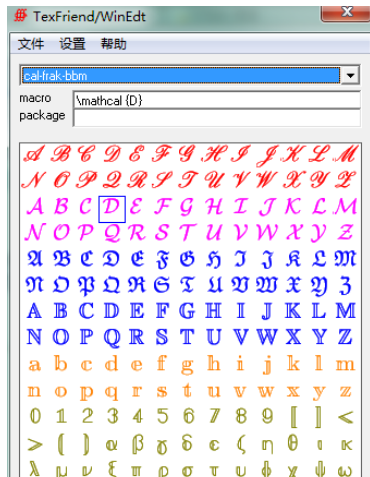 TexFriend/WinEdt
文件 设置 帮助
cal-frak-bbm
macro \mathcal {D}
package
𝒜 ℬ 𝒞 𝒟 ℰ ℱ 𝒢 ℋ ℐ 𝒥 𝒦 ℒ ℳ
𝒩 𝒪 𝒫 𝒬 ℛ 𝒮 𝒯 𝒰 𝒱 𝒲 𝒳 𝒴 𝒵
A B C D E F G H I J K L M
N O P Q R S T U V W X Y Z
𝔄 𝔅 ℭ 𝔇 𝔈 𝔉 𝔊 ℌ ℑ 𝔍 𝔎 𝔏 𝔐
𝔑 𝔒 𝔓 𝔔 ℜ 𝔖 𝔗 𝔘 𝔙 𝔚 𝔛 𝔜 ℨ
𝔸 𝔹 ℂ 𝔻 𝔼 𝔽 𝔾 ℍ 𝕀 𝕁 𝕂 𝕃 𝕄
ℕ 𝕆 ℙ ℚ ℝ 𝕊 𝕋 𝕌 𝕍 𝕎 𝕏 𝕐 ℤ
𝕒 𝕓 𝕔 𝕕 𝕖 𝕗 𝕘 𝕙 𝕚 𝕛 𝕜 𝕝 𝕞
𝕟 𝕠 𝕡 𝕢 𝕣 𝕤 𝕥 𝕦 𝕧 𝕨 𝕩 𝕪 𝕫
0 1 2 3 4 5 6 7 8 9 [ ] <
> ( ) α β γ δ ε ζ η θ ι κ
λ μ ν ξ π ρ σ τ υ ϕ χ ψ ω